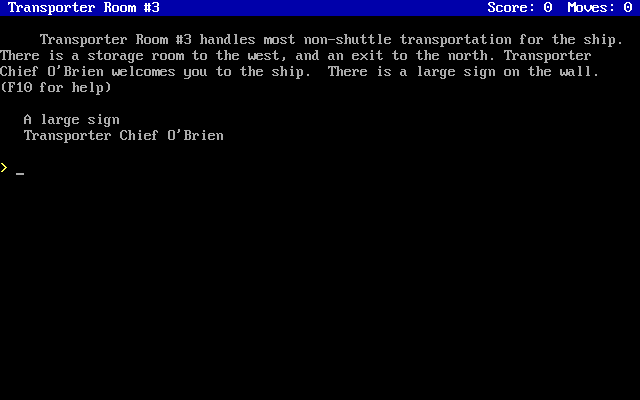 Transporter Room #3 Score: 0 Moves: 0
Transporter Room #3 handles most non-shuttle transportation for the ship.
There is a storage room to the west, and an exit to the north. Transporter
Chief O'Brien welcomes you to the ship. There is a large sign on the wall.
(F10 for help)
A large sign
Transporter Chief O'Brien
> _